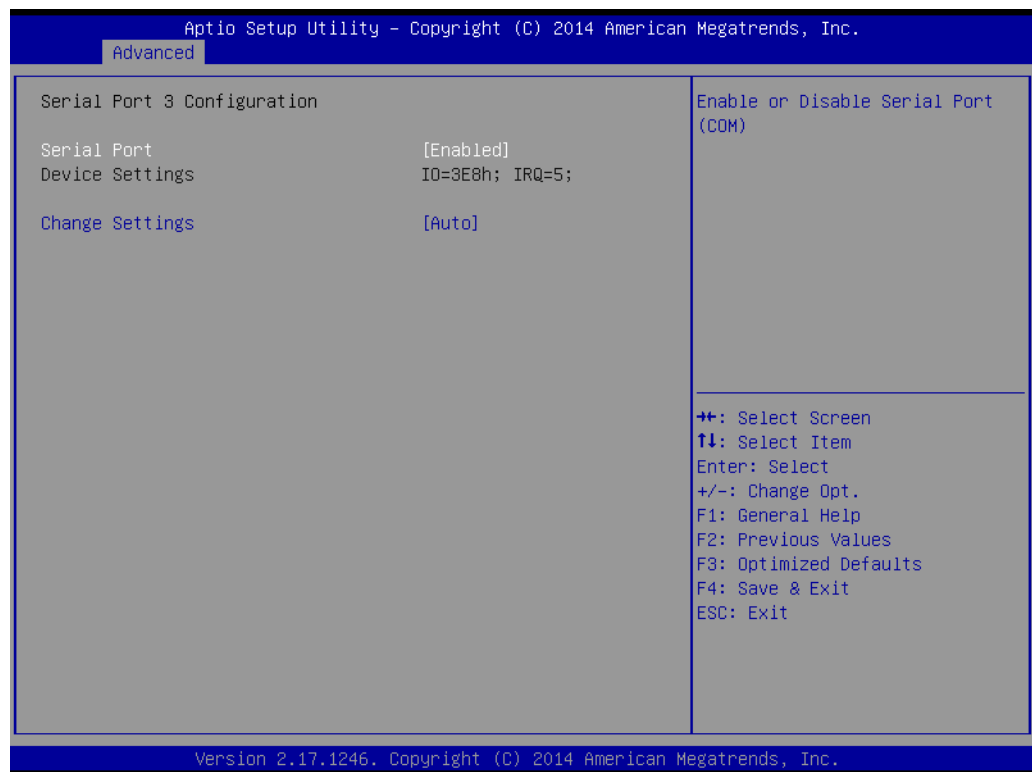 Aptio Setup Utility – Copyright (C) 2014 American Megatrends, Inc.
Advanced
Serial Port 3 Configuration
Serial Port [Enabled]
Device Settings IO=3E8h; IRQ=5;
Change Settings [Auto]
Enable or Disable Serial Port
(COM)
→←: Select Screen
↑↓: Select Item
Enter: Select
+/-: Change Opt.
F1: General Help
F2: Previous Values
F3: Optimized Defaults
F4: Save & Exit
ESC: Exit
Version 2.17.1246. Copyright (C) 2014 American Megatrends, Inc.